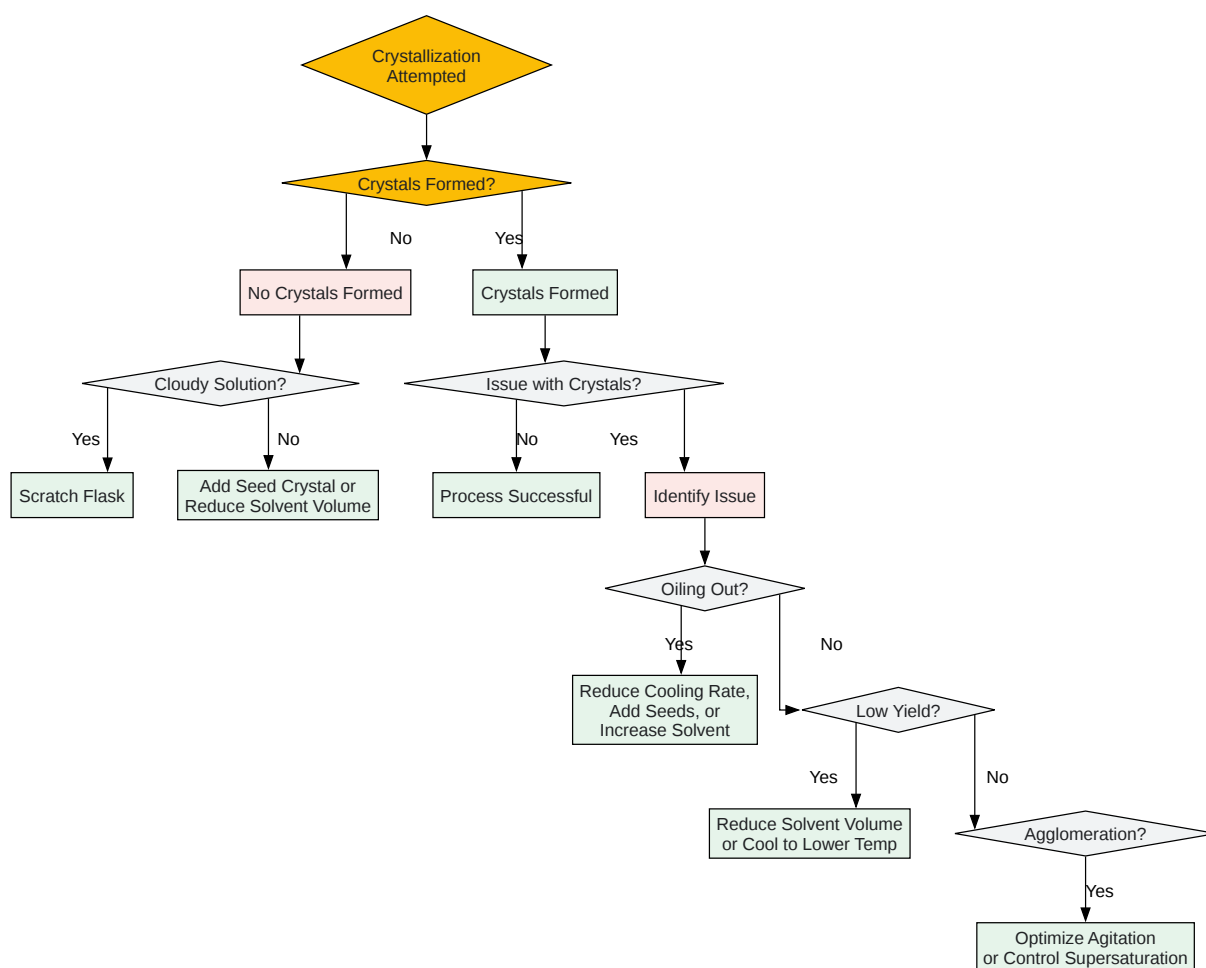 Crystallization
Attempted
Crystals Formed?
No
Yes
No Crystals Formed
Crystals Formed
Cloudy Solution?
Issue with Crystals?
Yes
No
No
Yes
Scratch Flask
Add Seed Crystal or
Reduce Solvent Volume
Process Successful
Identify Issue
Oiling Out?
Yes
No
Reduce Cooling Rate,
Add Seeds, or
Increase Solvent
Low Yield?
Yes
No
Reduce Solvent Volume
or Cool to Lower Temp
Agglomeration?
Yes
Optimize Agitation
or Control Supersaturation